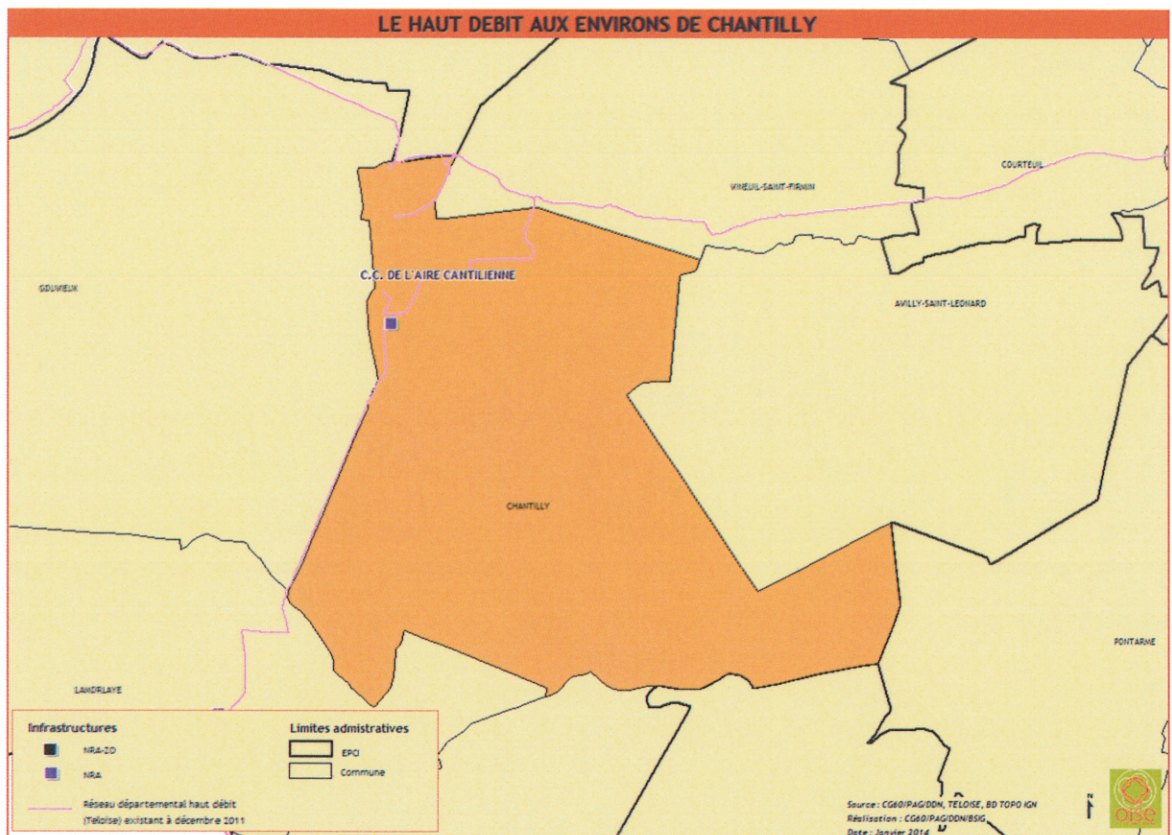 LE HAUT DEBIT AUX ENVIRONS DE CHANTILLY
COURTEUIL
VINEUIL-SAINT-FIRMIN
C.C. DE L'AIRE CANTILIENNE
GOUVIEUX
AVILLY-SAINT-LEONARD
CHANTILLY
PONTARME
LAMORLAYE
Infrastructures
NRA-ZO
NRA
Réseau départemental haut débit
(Teloise) existant à décembre 2011
Limites admistratives
EPCI
Commune
Source : CG60/PAG/DDN, TELOISE, BD TOPO IGN
Réalisation : CG60/PAG/DDN/BSIG
Date : Janvier 2014
N
oise